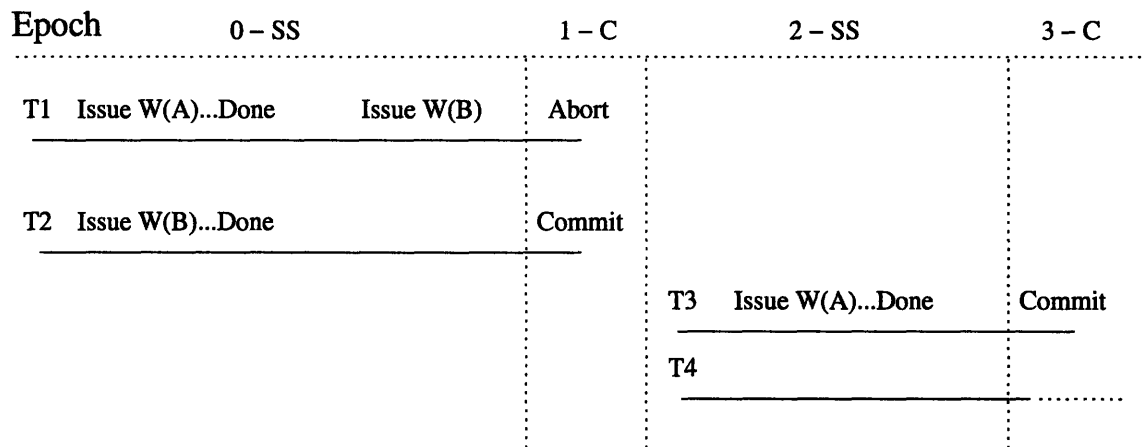 Epoch 0 – SS 1 – C 2 – SS 3 – C
T1 Issue W(A)...Done Issue W(B) Abort
T2 Issue W(B)...Done Commit
T3 Issue W(A)...Done Commit
T4